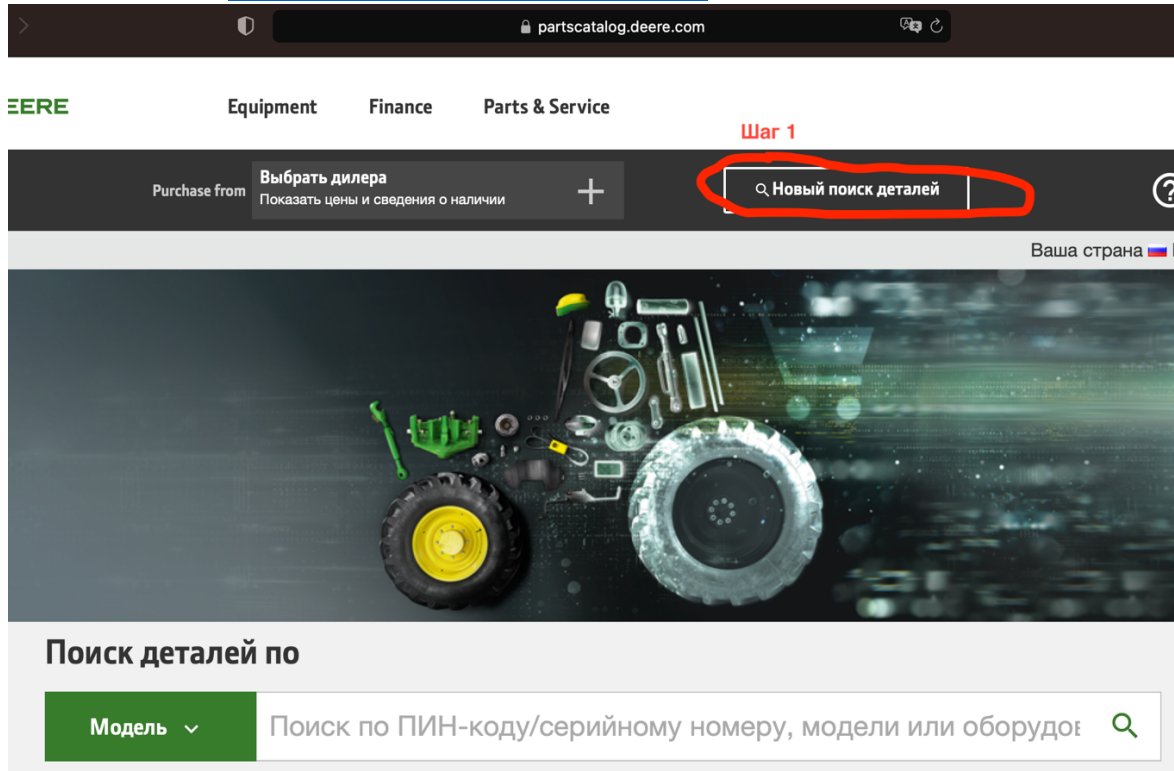 partscatalog.deere.com
EERE Equipment Finance Parts & Service
Шаг 1
Purchase from
Выбрать дилера
Показать цены и сведения о наличии
Новый поиск деталей
Ваша страна
Поиск деталей по
Модель
Поиск по ПИН-коду/серийному номеру, модели или оборудов